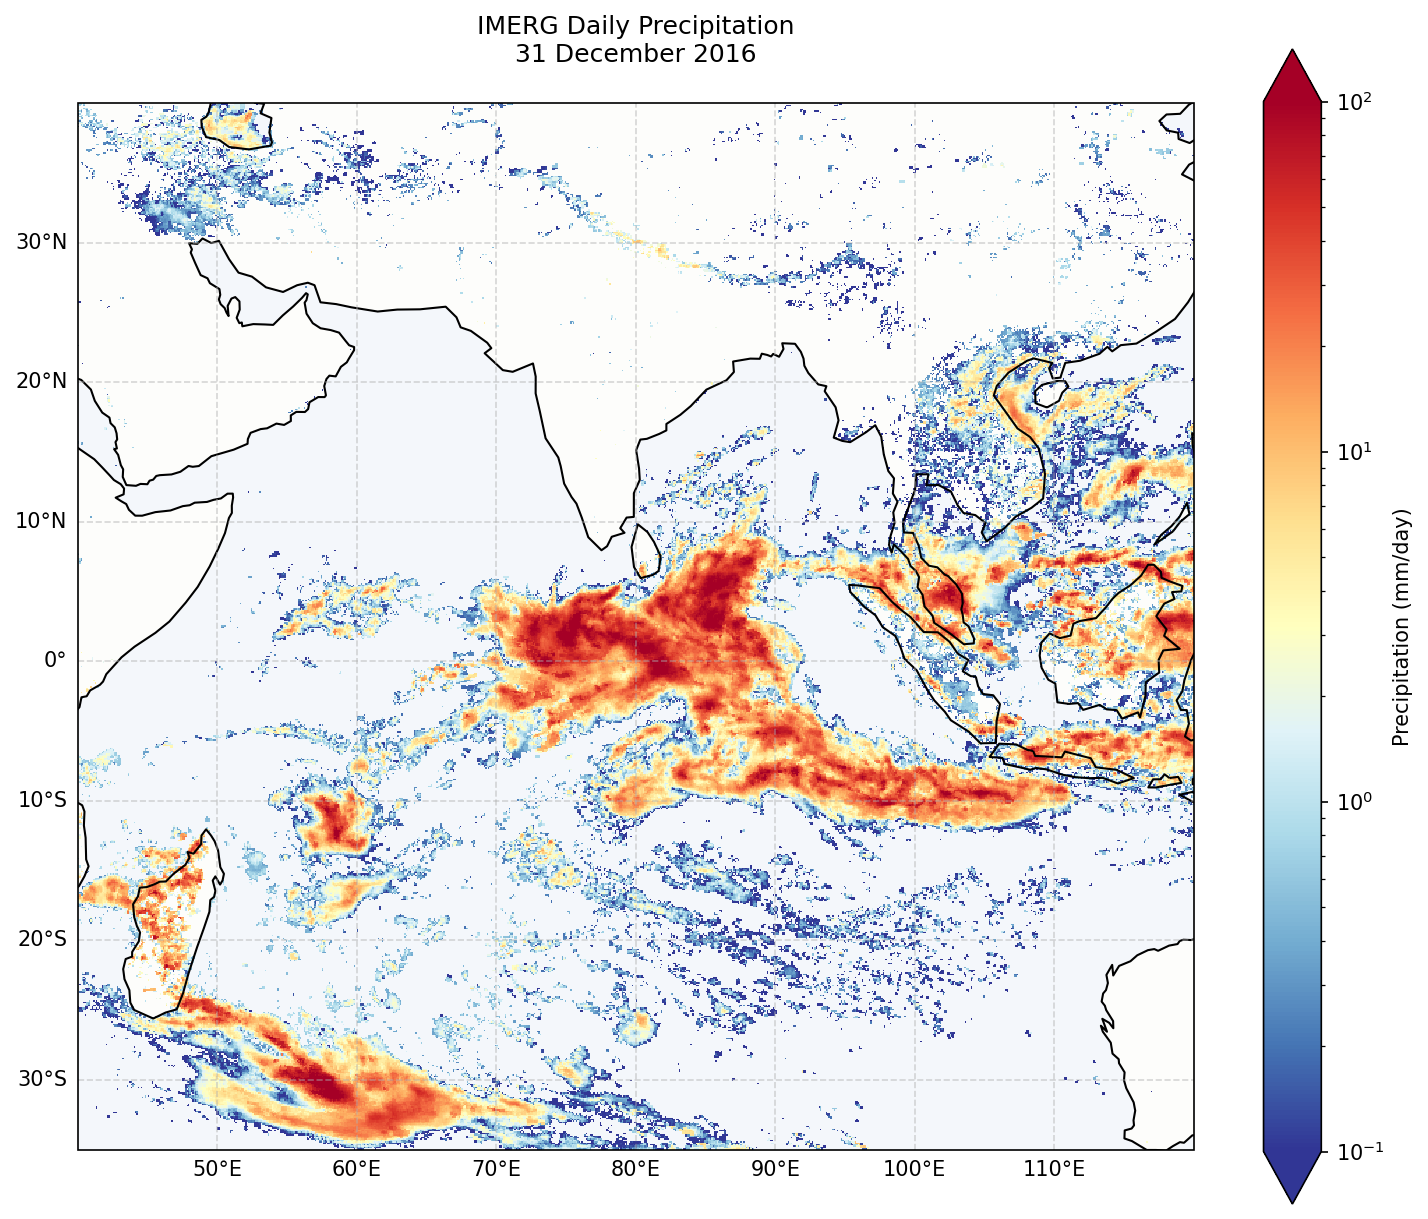 IMERG Daily Precipitation
31 December 2016
30°N
20°N
10°N
0°
10°S
20°S
30°S
50°E 60°E 70°E 80°E 90°E 100°E 110°E
10²
10¹
10⁰
10⁻¹
Precipitation (mm/day)